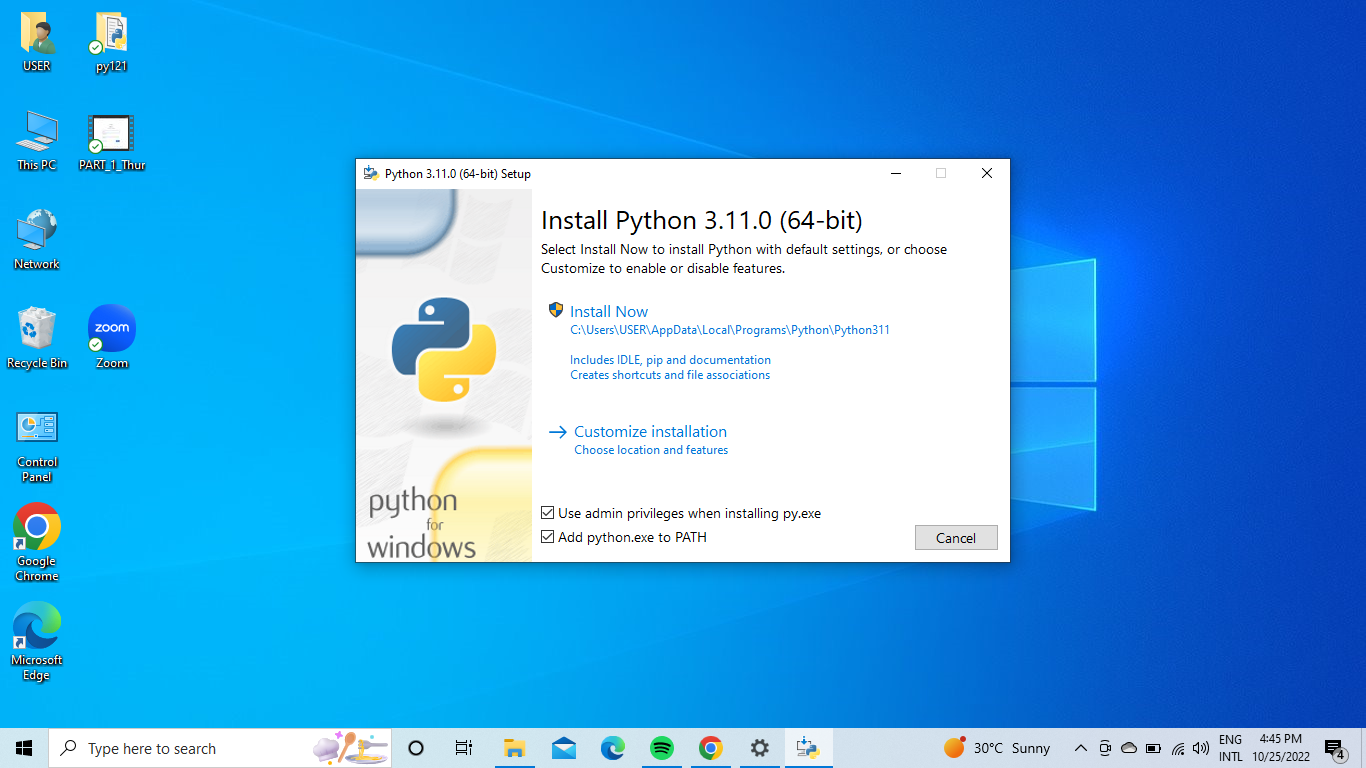 USER
py121
This PC
PART_1_Thur
Network
Recycle Bin
zoom
Zoom
Control
Panel
Google
Chrome
Microsoft
Edge
Python 3.11.0 (64-bit) Setup
Install Python 3.11.0 (64-bit)
Select Install Now to install Python with default settings, or choose
Customize to enable or disable features.
Install Now
C:\Users\USER\AppData\Local\Programs\Python\Python311
Includes IDLE, pip and documentation
Creates shortcuts and file associations
Customize installation
Choose location and features
python
for
windows
Use admin privileges when installing py.exe
Add python.exe to PATH
Cancel
Type here to search
30°C Sunny
ENG
INTL
4:45 PM
10/25/2022
4